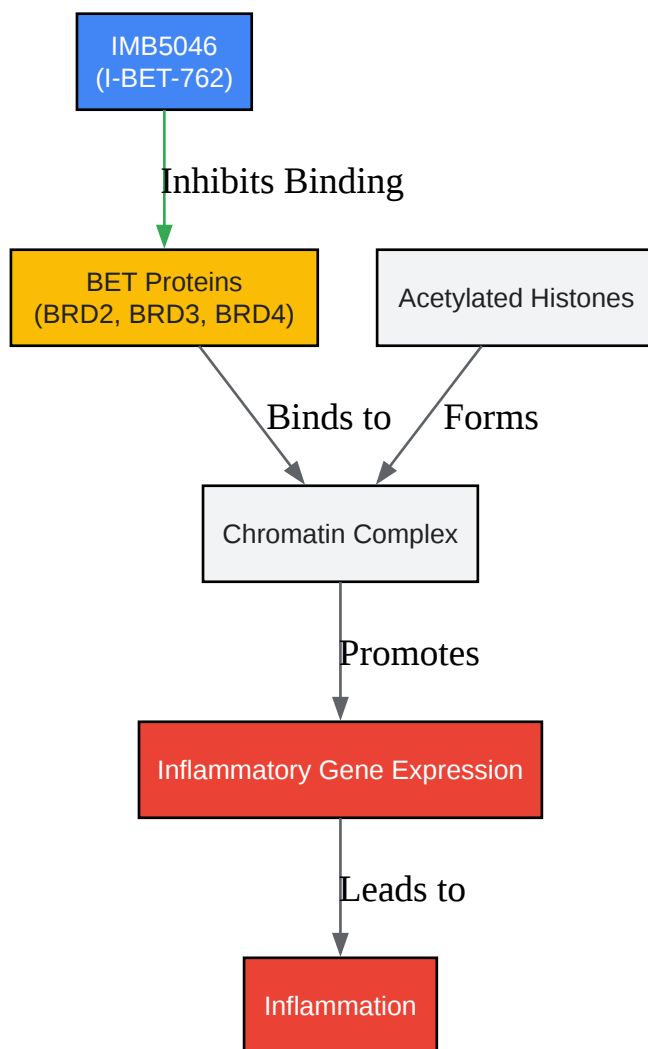 IMB5046
(I-BET-762)
Inhibits Binding
BET Proteins
(BRD2, BRD3, BRD4)
Acetylated Histones
Binds to
Forms
Chromatin Complex
Promotes
Inflammatory Gene Expression
Leads to
Inflammation